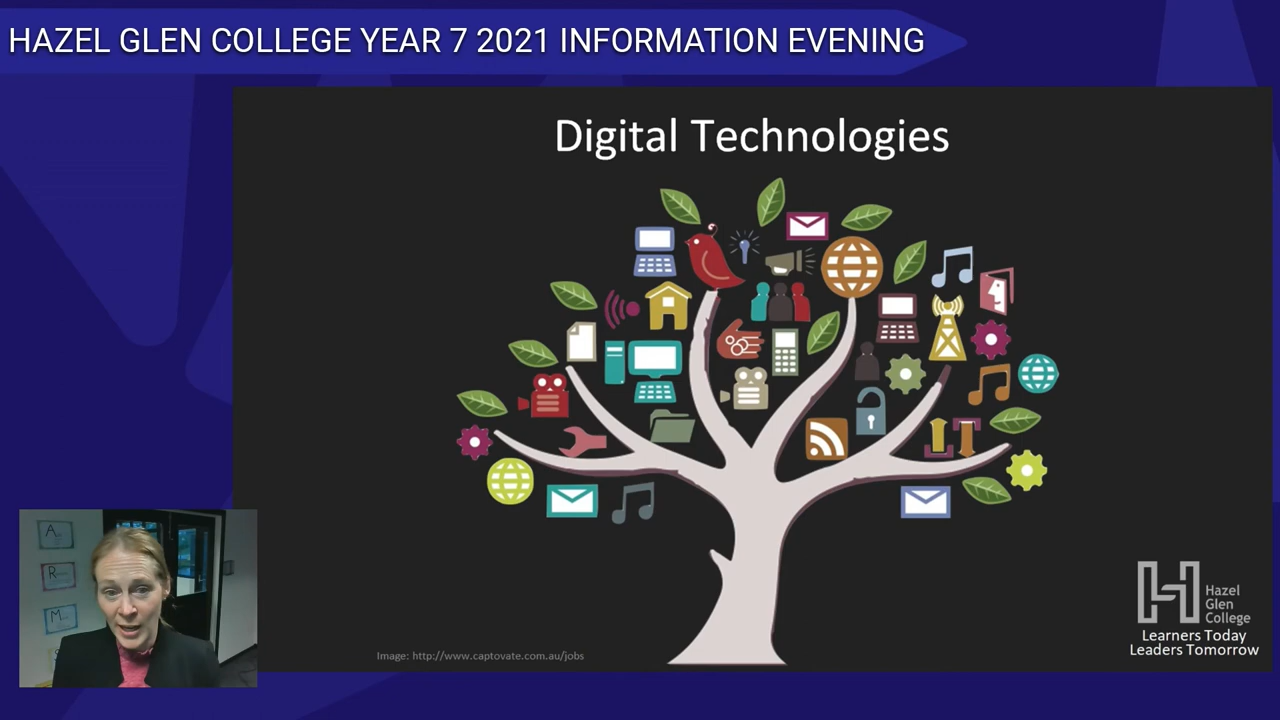 HAZEL GLEN COLLEGE YEAR 7 2021 INFORMATION EVENING
Digital Technologies
A
R
M
Image: http://www.captovate.com.au/jobs
Hazel
Glen
College
Learners Today
Leaders Tomorrow